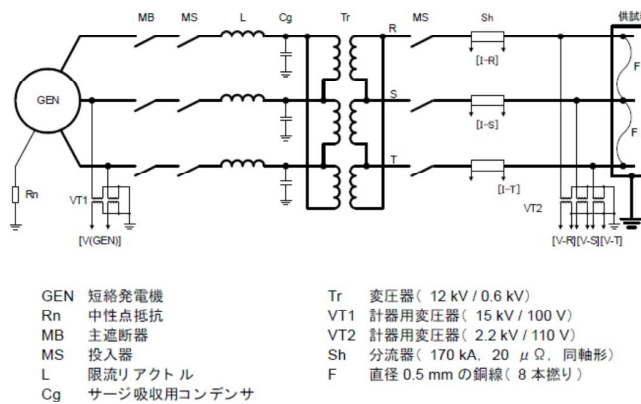 MB MS L Cg Tr R MS Sh 供試
[I-R]
F
GEN
S
[I-S]
F
T
Rn
VT1
[I-T]
VT2
[V(GEN)]
[V-R] [V-S] [V-T]
GEN 短絡発電機
Rn 中性点抵抗
MB 主遮断器
MS 投入器
L 限流リアクトル
Cg サージ吸収用コンデンサ
Tr 変圧器( 12 kV / 0.6 kV)
VT1 計器用変圧器( 15 kV / 100 V)
VT2 計器用変圧器( 2.2 kV / 110 V)
Sh 分流器( 170 kA, 20 μΩ, 同軸形)
F 直径 0.5 mm の銅線( 8 本撚り)